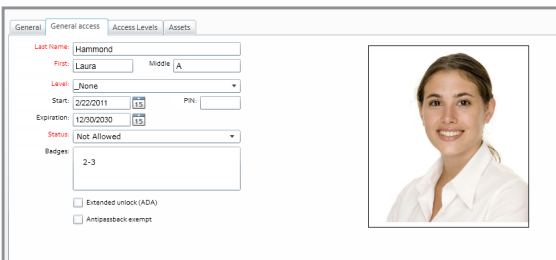 General General access Access Levels Assets
Last Name: Hammond
First: Laura Middle A
Level: _None
Start: 2/22/2011 15 PIN:
Expiration: 12/30/2030 15
Status: Not Allowed
Badges:
2-3
Extended unlock (ADA)
Antipassback exempt